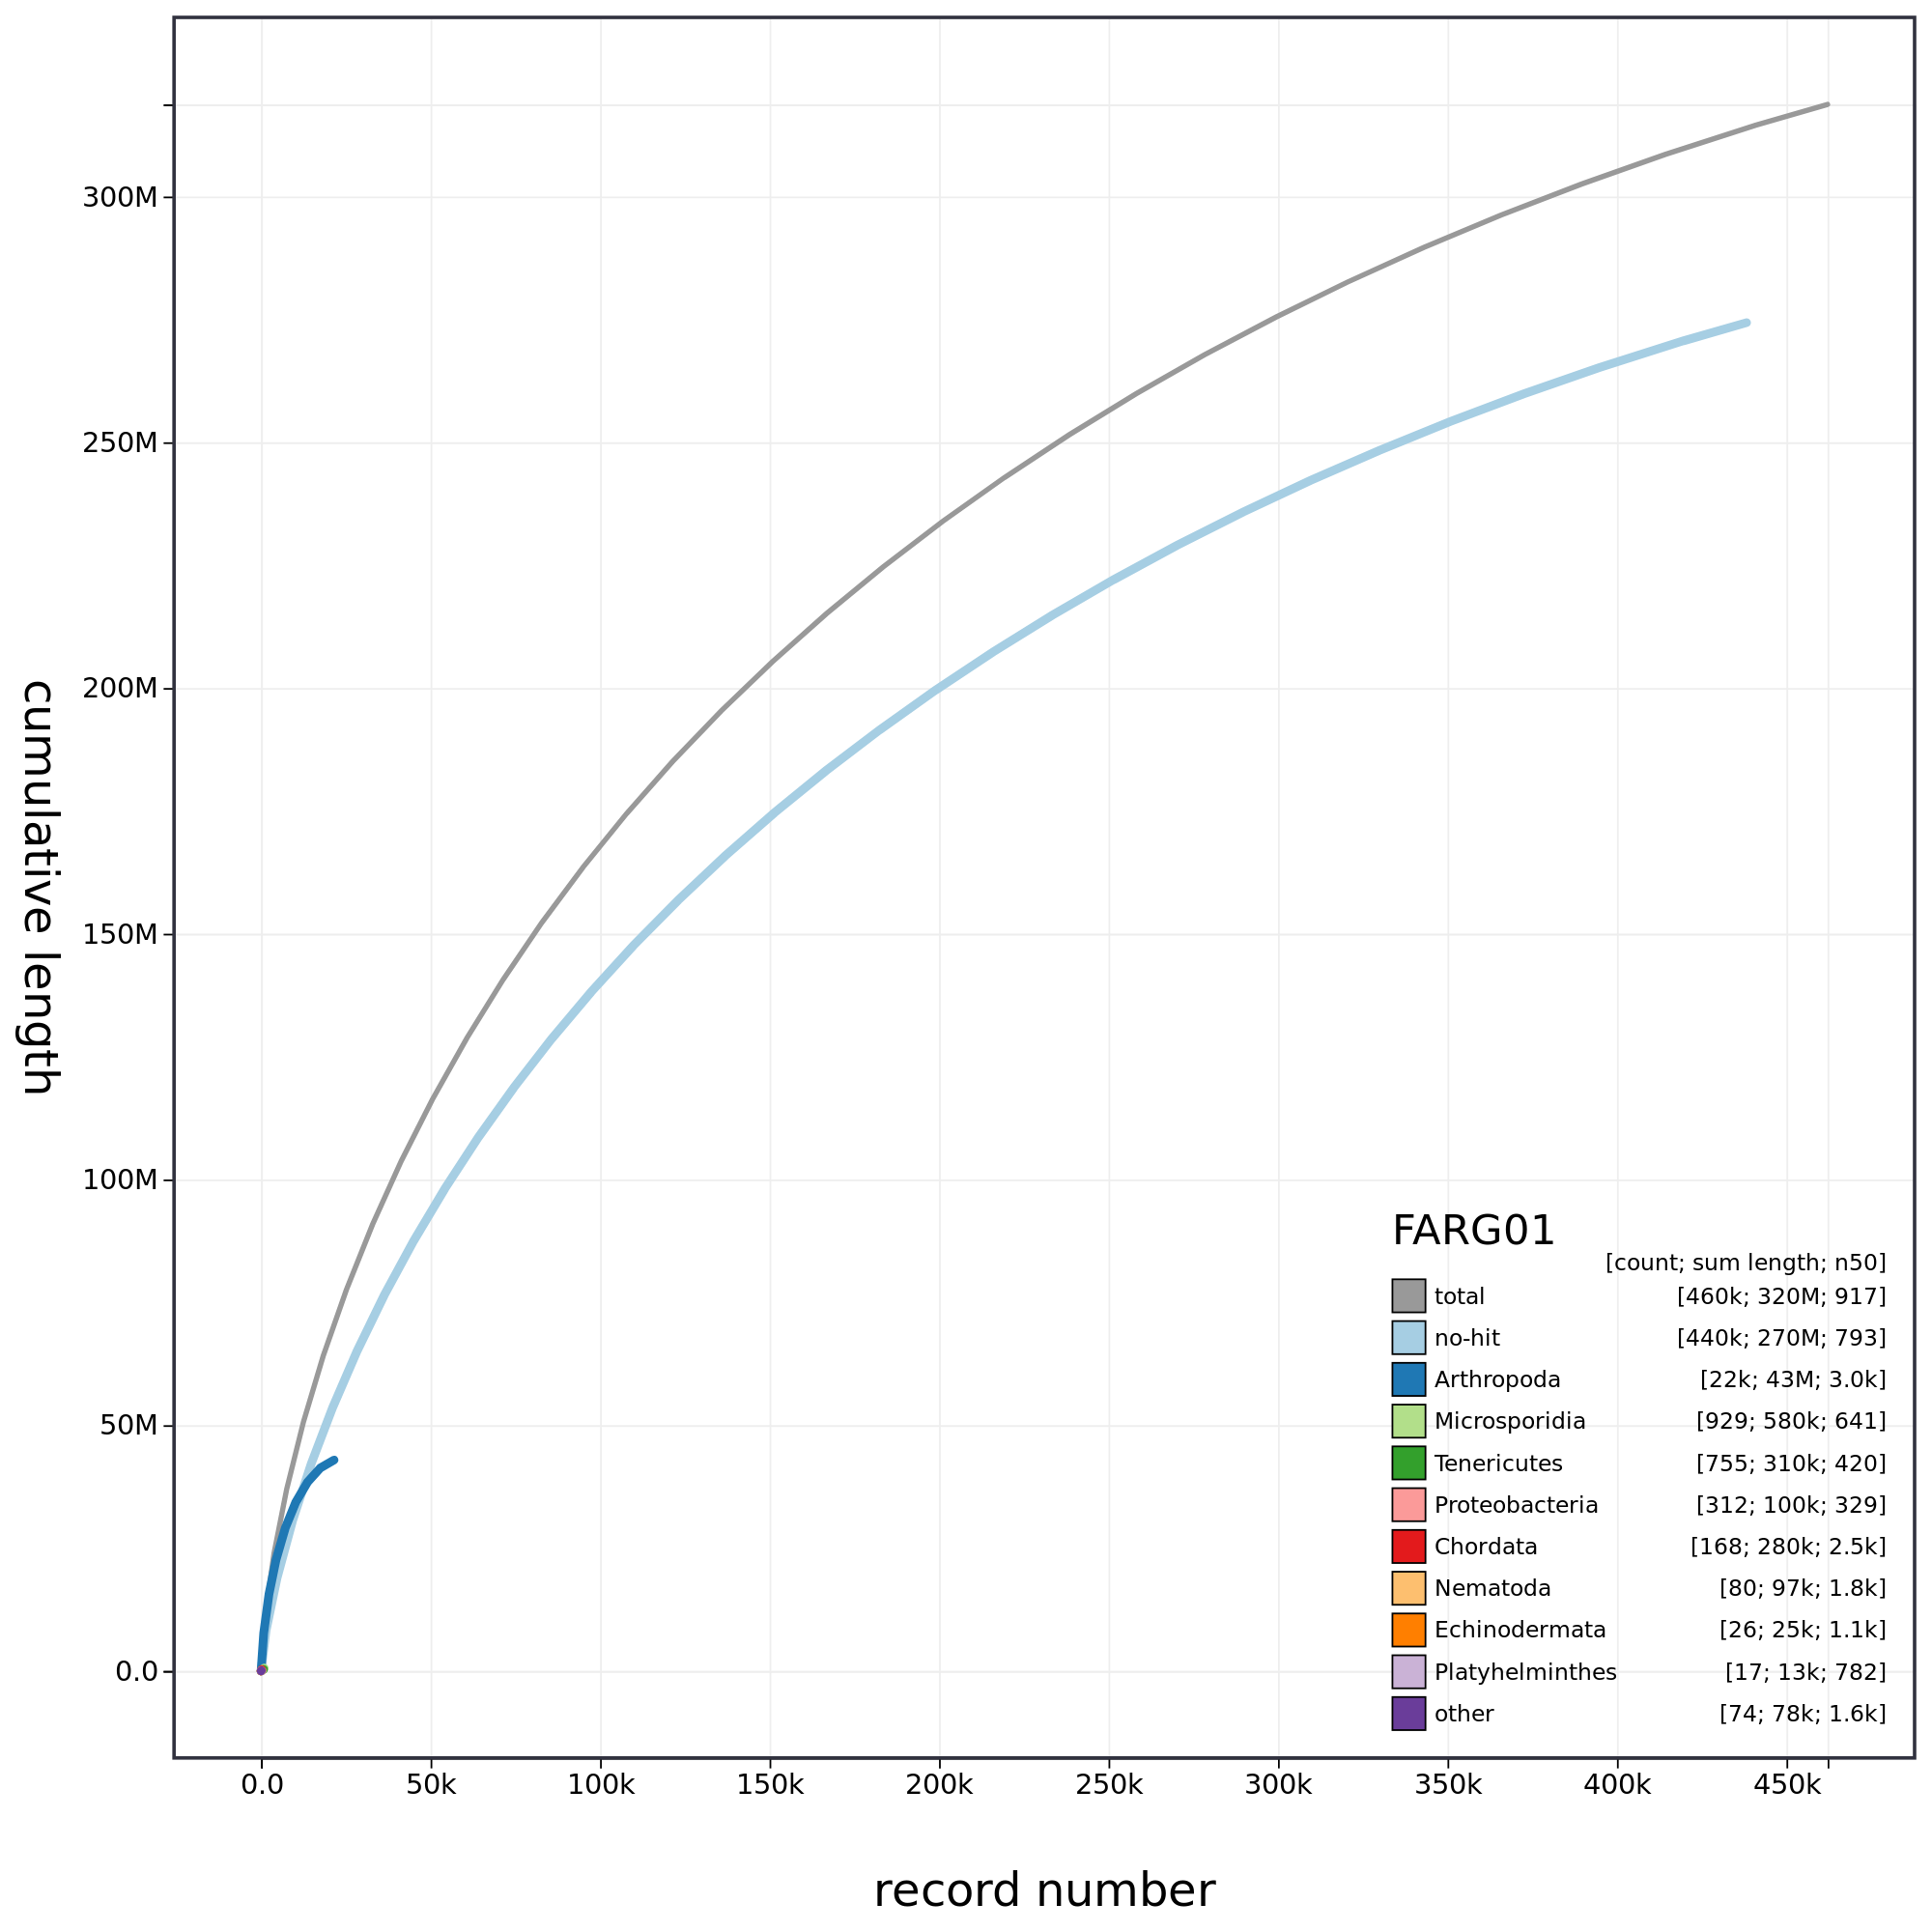 cumulative length
300M
250M
200M
150M
100M
50M
0.0
FARG01
[count; sum length; n50]
total [460k; 320M; 917]
no-hit [440k; 270M; 793]
Arthropoda [22k; 43M; 3.0k]
Microsporidia [929; 580k; 641]
Tenericutes [755; 310k; 420]
Proteobacteria [312; 100k; 329]
Chordata [168; 280k; 2.5k]
Nematoda [80; 97k; 1.8k]
Echinodermata [26; 25k; 1.1k]
Platyhelminthes [17; 13k; 782]
other [74; 78k; 1.6k]
0.0 50k 100k 150k 200k 250k 300k 350k 400k 450k
record number